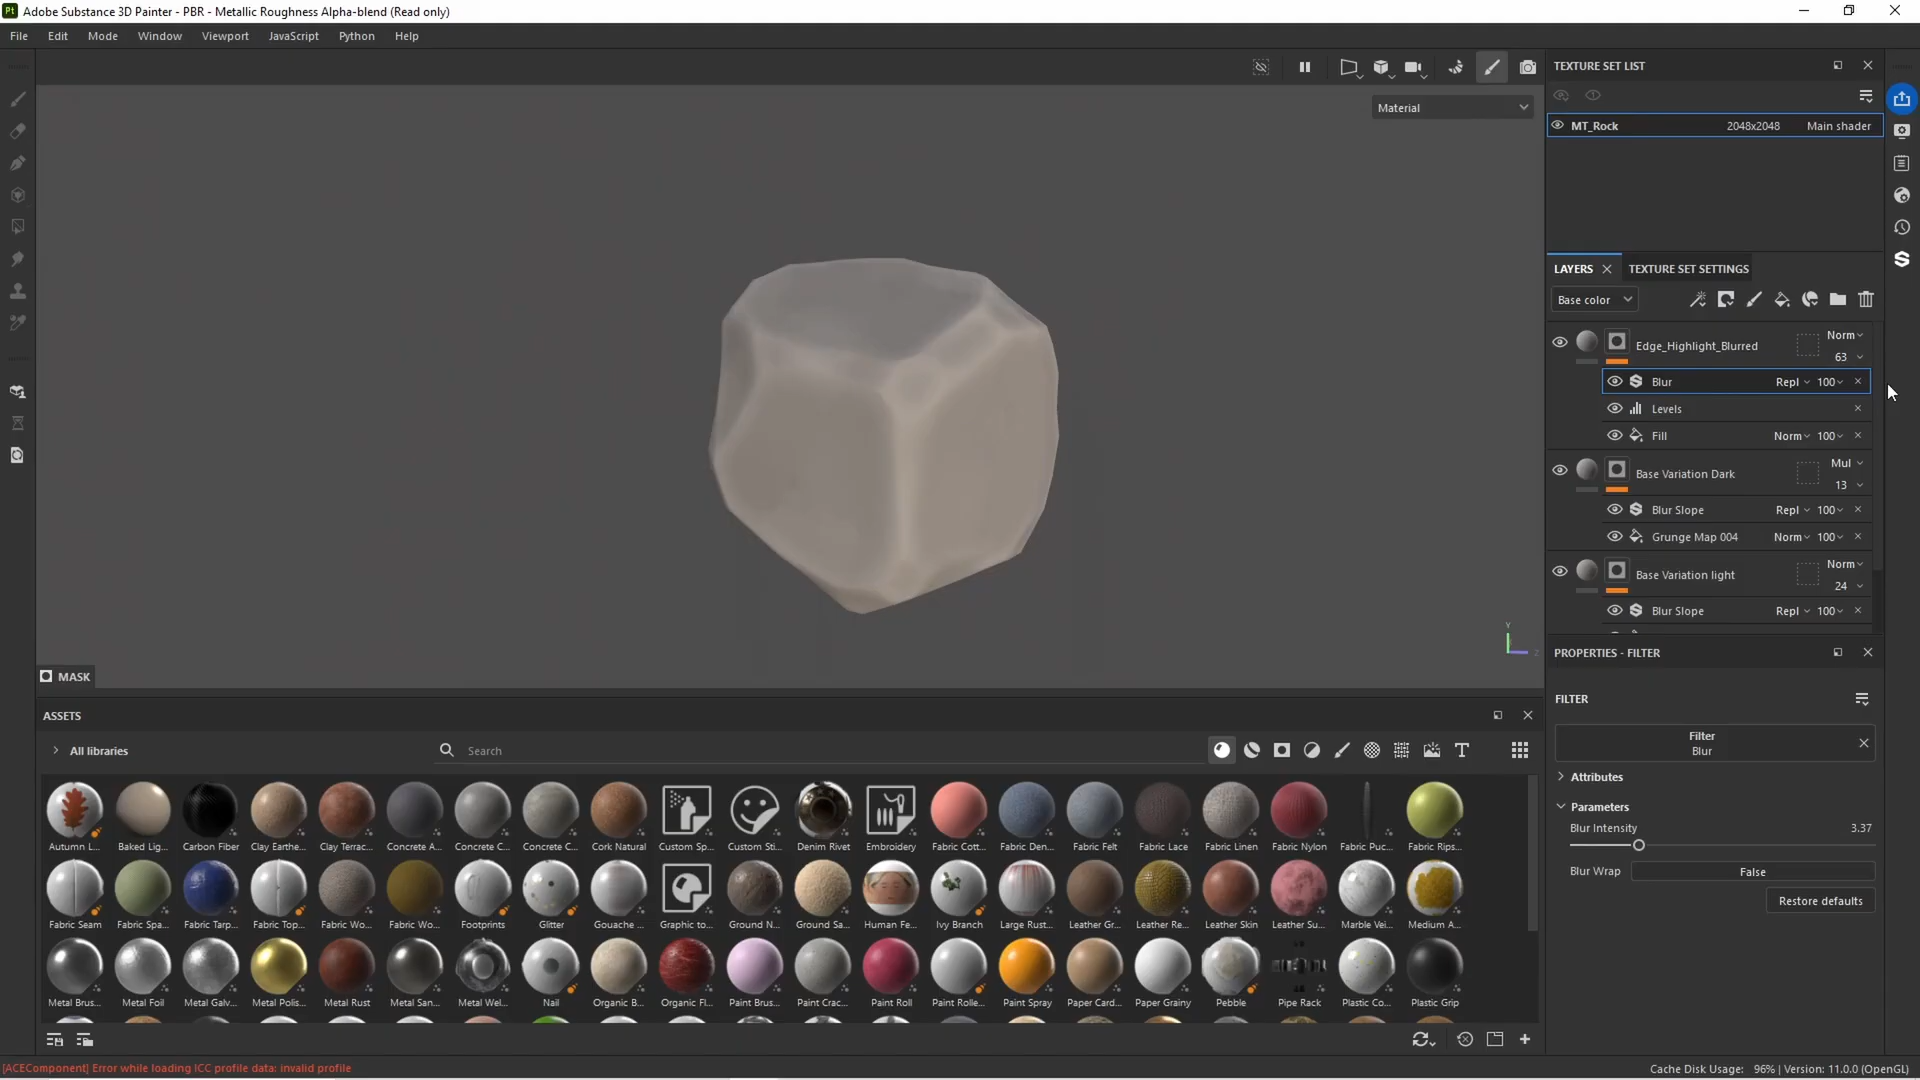 Pt Adobe Substance 3D Painter - PBR - Metallic Roughness Alpha-blend (Read only)
File Edit Mode Window Viewport JavaScript Python Help
Material
TEXTURE SET LIST
MT_Rock 2048x2048 Main shader
LAYERS TEXTURE SET SETTINGS
Base color
Norm
Edge_Highlight_Blurred
63
Blur Repl 100
Levels
Fill Norm 100
Mul
Base Variation Dark
13
Blur Slope Repl 100
Grunge Map 004 Norm 100
Norm
Base Variation light
24
Blur Slope Repl 100
Y
Z
MASK
PROPERTIES - FILTER
FILTER
Filter
Blur
Attributes
Parameters
Blur Intensity 3.37
Blur Wrap False
Restore defaults
ASSETS
All libraries Search
Autumn L... Baked Lig... Carbon Fiber Clay Earthe... Clay Terrac... Concrete A... Concrete C... Concrete C... Cork Natural Custom Sp... Custom Sti... Denim Rivet Embroidery Fabric Cott... Fabric Den... Fabric Felt Fabric Lace Fabric Linen Fabric Nylon Fabric Puc... Fabric Rips...
Fabric Seam Fabric Spa... Fabric Tarp... Fabric Top... Fabric Wo... Fabric Wo... Footprints Glitter Gouache ... Graphic to... Ground N... Ground Sa... Human Fe... Ivy Branch Large Rust... Leather Gr... Leather Re... Leather Skin Leather Su... Marble Vei... Medium A...
Metal Brus... Metal Foil Metal Galv... Metal Polis... Metal Rust Metal San... Metal Wel... Nail Organic B... Organic Fl... Paint Brus... Paint Crac... Paint Roll Paint Rolle... Paint Spray Paper Card... Paper Grainy Pebble Pipe Rack Plastic Co... Plastic Grip
[ACEComponent] Error while loading ICC profile data: invalid profile
Cache Disk Usage: 96% | Version: 11.0.0 (OpenGL)